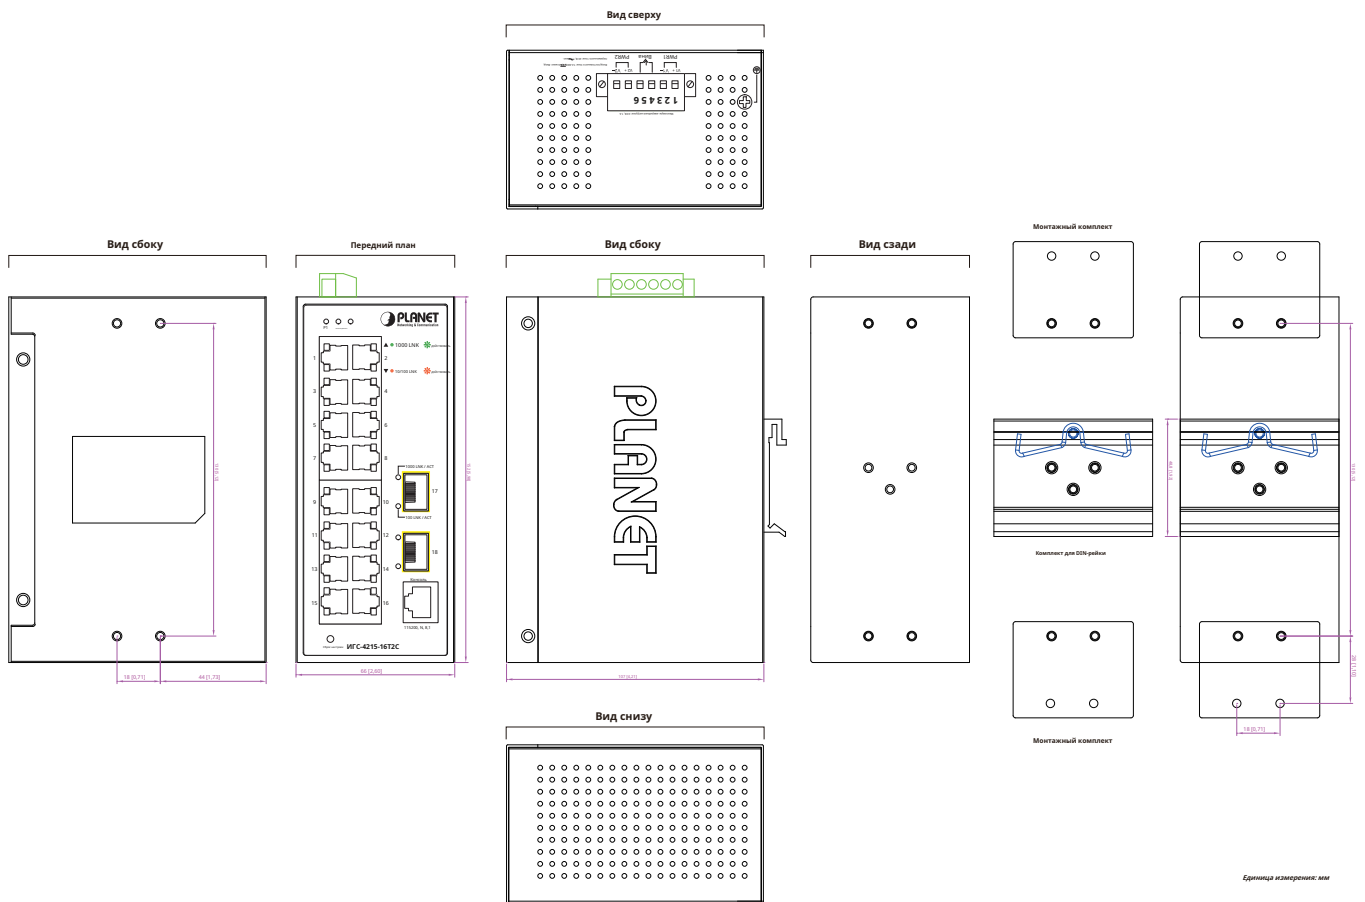 Вид сверху
PWR2
PWR1
1 2 3 4 5 6
Вид сбоку
Передний план
Вид сбоку
Вид сзади
Монтажный комплект
PLANET
Networking & Communication
1000 LNK
10/100 LNK
1
2
3
4
5
6
7
8
1000 LNK / ACT
17
9
10
100 LNK / ACT
11
12
18
13
14
15
16
115200, N, 8, 1
ИГС-4215-16Т2С
PLANET
Комплект для DIN-рейки
18 [0,71]
44 [1,73]
66 [2,60]
18 [0,71]
Монтажный комплект
Вид снизу
Единица измерения: мм